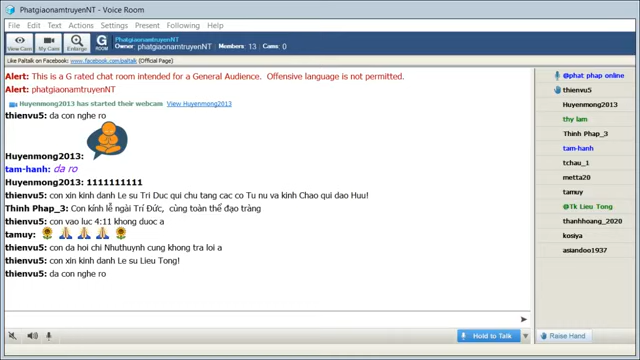 PhatgiaonamtruyenNT - Voice Room
File Edit Text Actions Settings Present Following Help
View Cams My Cam Enlarge
G
ROOM
PhatgiaonamtruyenNT
Owner: phatgiaonamtruyenNT Members: 13 Cams: 0
Like Paltalk on Facebook: www.facebook.com/paltalk (Official Page)
Alert: This is a G rated chat room intended for a General Audience. Offensive language is not permitted.
Alert: phatgiaonamtruyenNT
Huyenmong2013 has started their webcam View Huyenmong2013
thienvu5: da con nghe ro
Huyenmong2013:
tam-hanh: da ro
Huyenmong2013: 1111111111
thienvu5: con xin kinh danh Le su Tri Duc qui chu tang cac co Tu nu va kinh Chao qui dao Huu!
Thinh Phap_3: Con kính lễ ngài Trí Đức, cùng toàn thể đạo tràng
thienvu5: con vao luc 4:11 khong duoc a
tamuy:
thienvu5: con da hoi chi Nhuthuynh cung khong tra loi a
thienvu5: con xin kinh danh Le su Lieu Tong!
thienvu5: da con nghe ro
Hold to Talk
@phat phap online
thienvu5
Huyenmong2013
thy lam
Thinh Phap_3
tam-hanh
tchau_1
metta20
tamuy
@Tk Lieu Tong
thanhhoang_2020
kosiya
asiandoo1937
Raise Hand